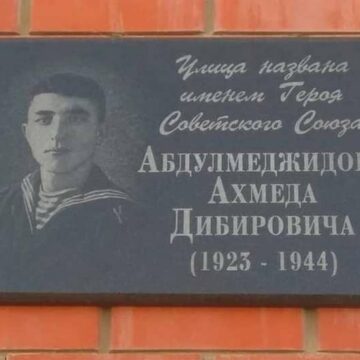 Улица названа
именем Героя
Советского Союза
Абдулмеджидов
Ахмеда
Дибировича
(1923 - 1944)